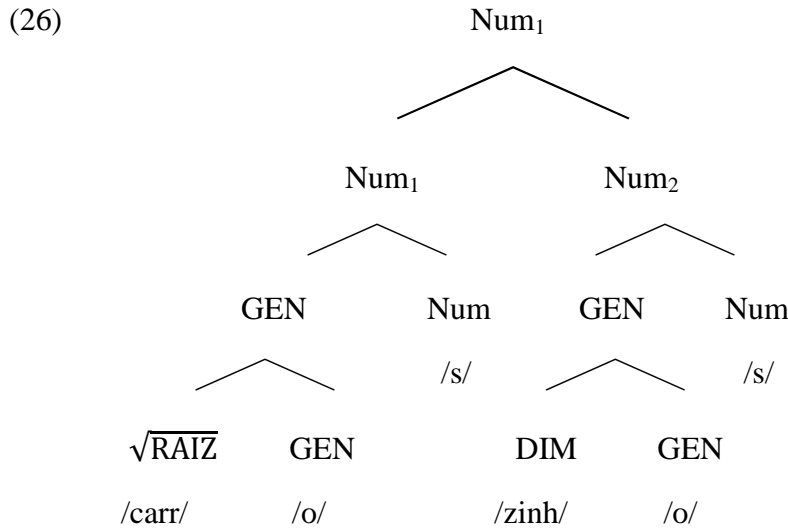 (26) Num₁
Num₁ Num₂
GEN Num GEN Num
/s/ /s/
√RAIZ GEN DIM GEN
/carr/ /o/ /zinh/ /o/